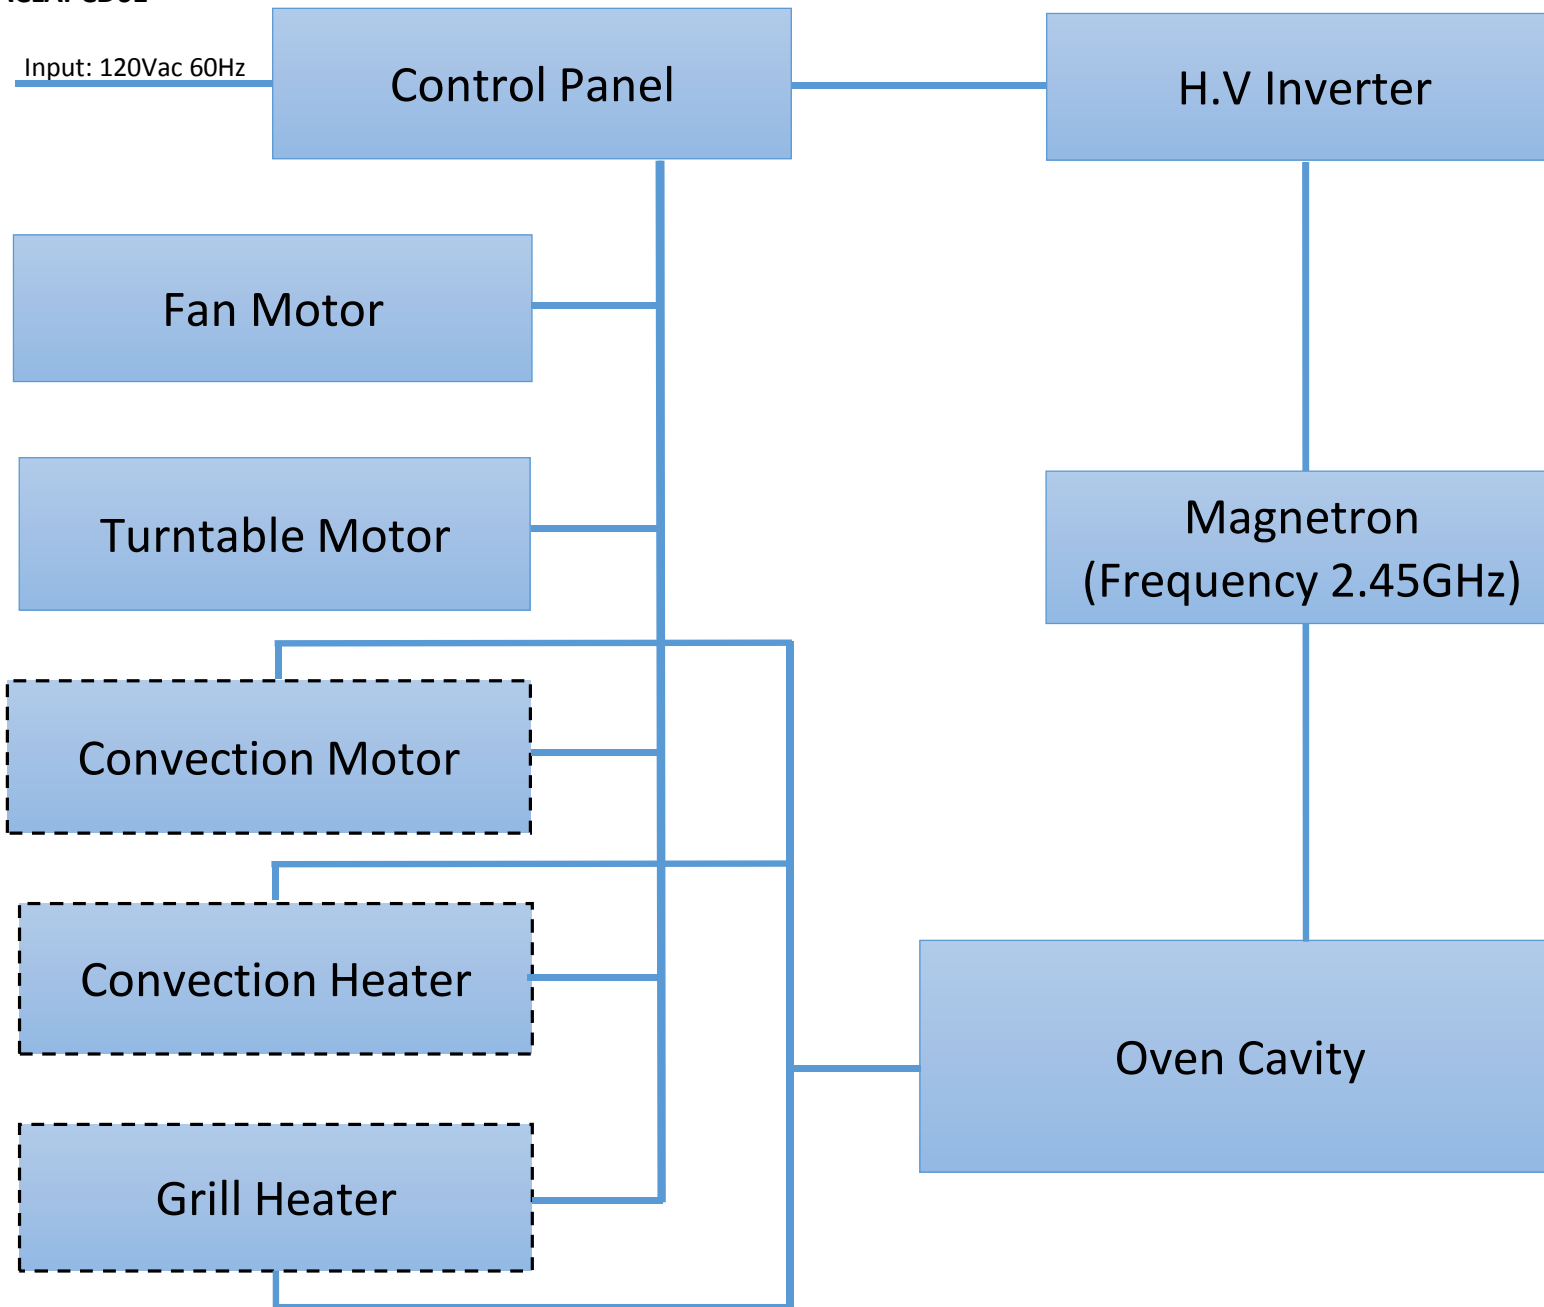 Input: 120Vac 60Hz
Control Panel
H.V Inverter
Fan Motor
Turntable Motor
Magnetron
(Frequency 2.45GHz)
Convection Motor
Convection Heater
Oven Cavity
Grill Heater